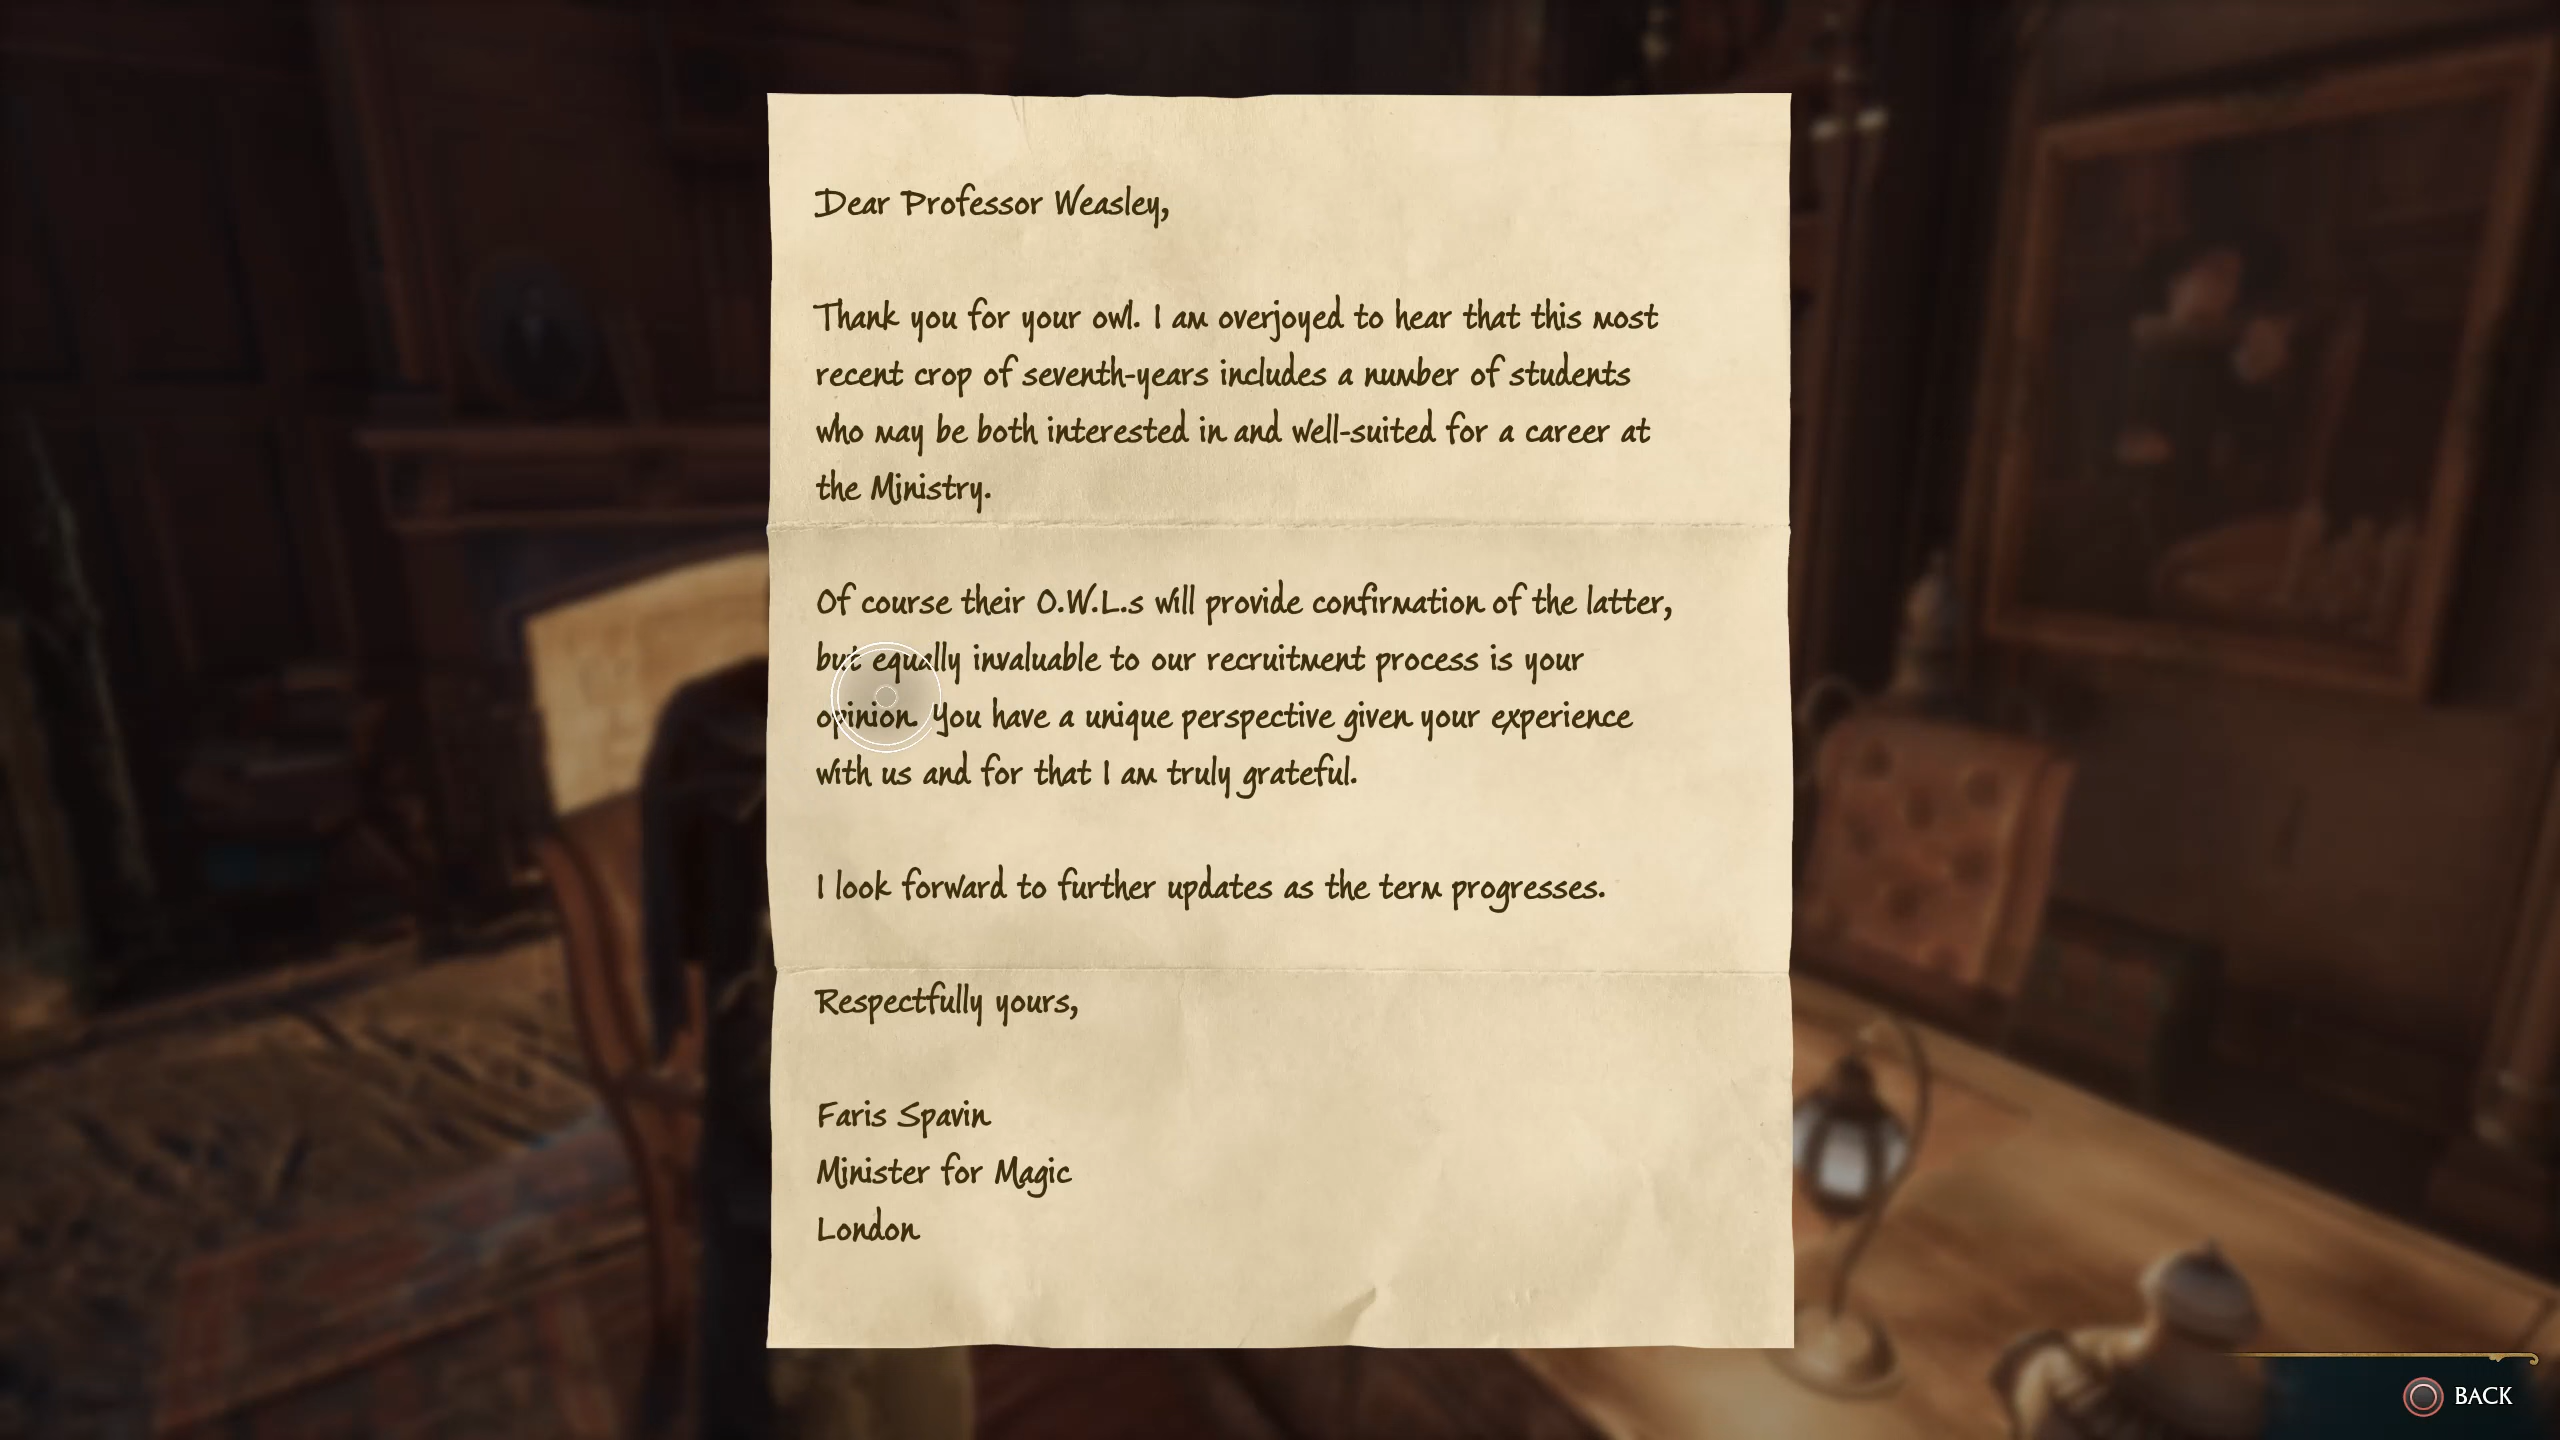 Dear Professor Weasley,
Thank you for your owl. I am overjoyed to hear that this most
recent crop of seventh-years includes a number of students
who may be both interested in and well-suited for a career at
the Ministry.
Of course their O.W.L.s will provide confirmation of the latter,
but equally invaluable to our recruitment process is your
opinion. You have a unique perspective given your experience
with us and for that I am truly grateful.
I look forward to further updates as the term progresses.
Respectfully yours,
Faris Spavin
Minister for Magic
London
BACK